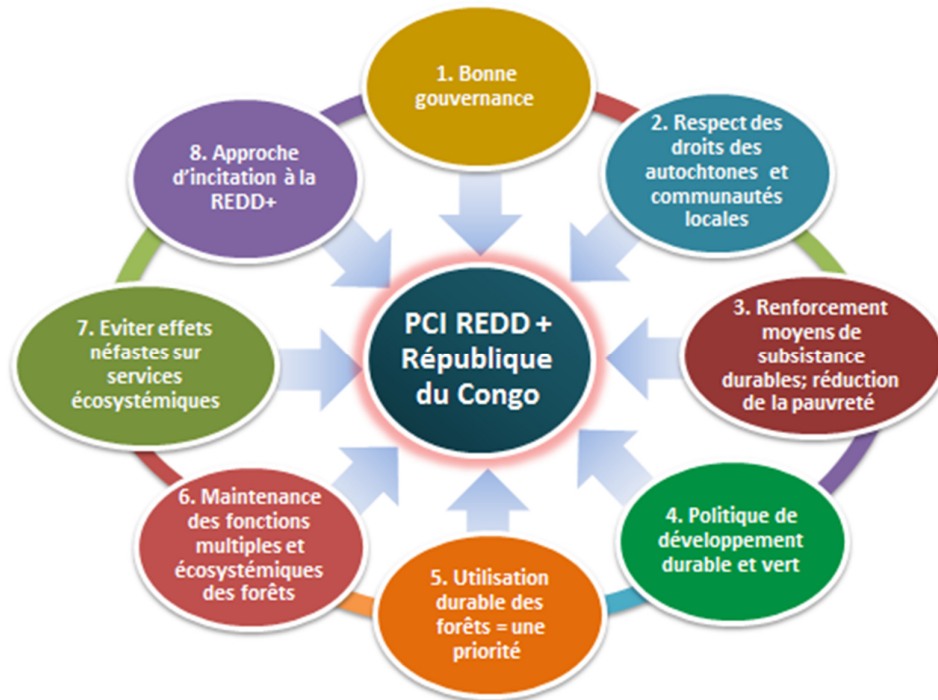 1. Bonne
gouvernance
2. Respect des
droits des
autochtones et
communautés
locales
3. Renforcement
moyens de
subsistance
durables; réduction
de la pauvreté
4. Politique de
développement
durable et vert
5. Utilisation
durable des
forêts = une
priorité
6. Maintenance
des fonctions
multiples et
écosystémiques
des forêts
7. Eviter effets
néfastes sur
services
écosystémiques
8. Approche
d'incitation à la
REDD+
PCI REDD +
République
du Congo